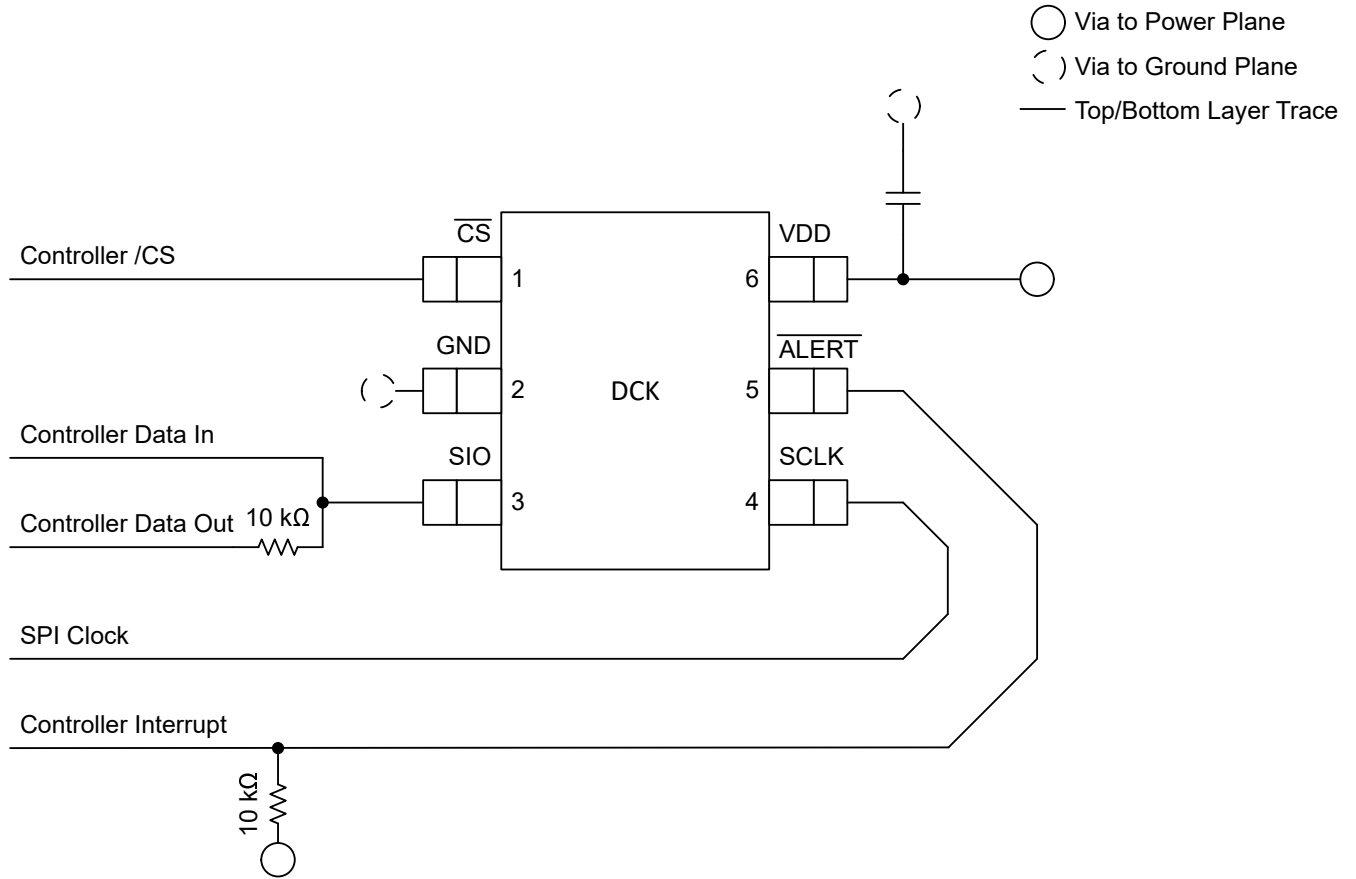 Via to Power Plane
Via to Ground Plane
Top/Bottom Layer Trace
CS
VDD
Controller /CS
1
6
GND
ALERT
2
DCK
5
Controller Data In
SIO
SCLK
3
4
Controller Data Out
10 kΩ
SPI Clock
Controller Interrupt
10 kΩ